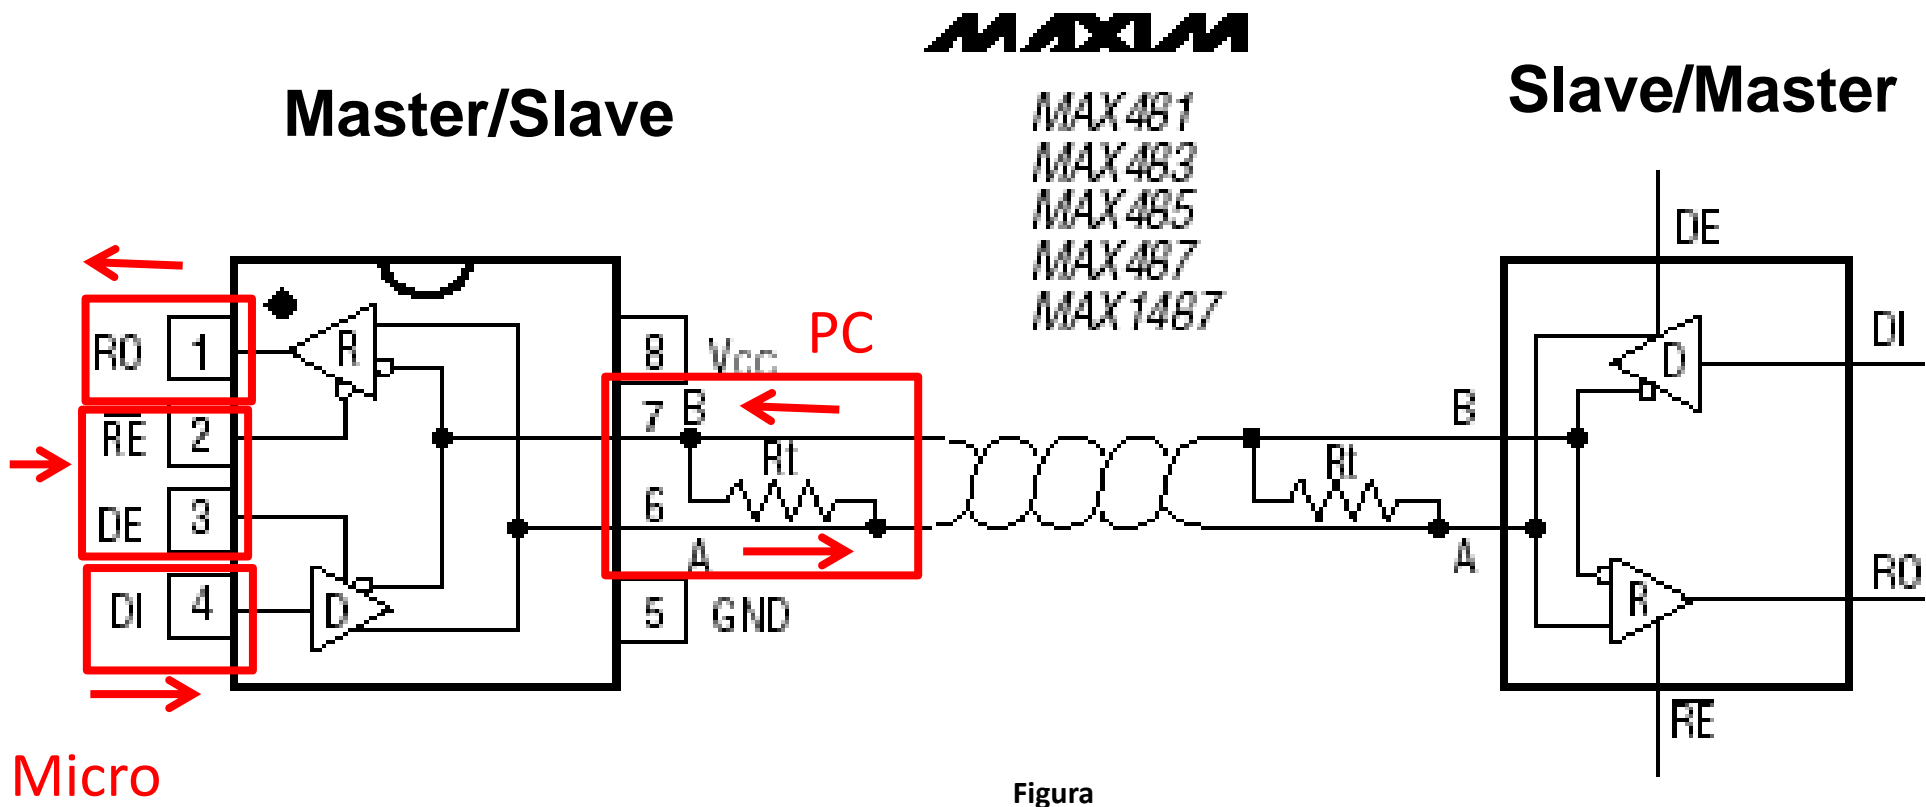 MAXIM
Master/Slave
Slave/Master
MAX481
MAX483
MAX485
MAX487
MAX1487
DE
DI
RO 1
R
8 Vcc
PC
D
RE 2
7 B
B
Rt
Rt
DE 3
6
A
A
DI 4
D
5 GND
R
RO
RE
Micro
Figura